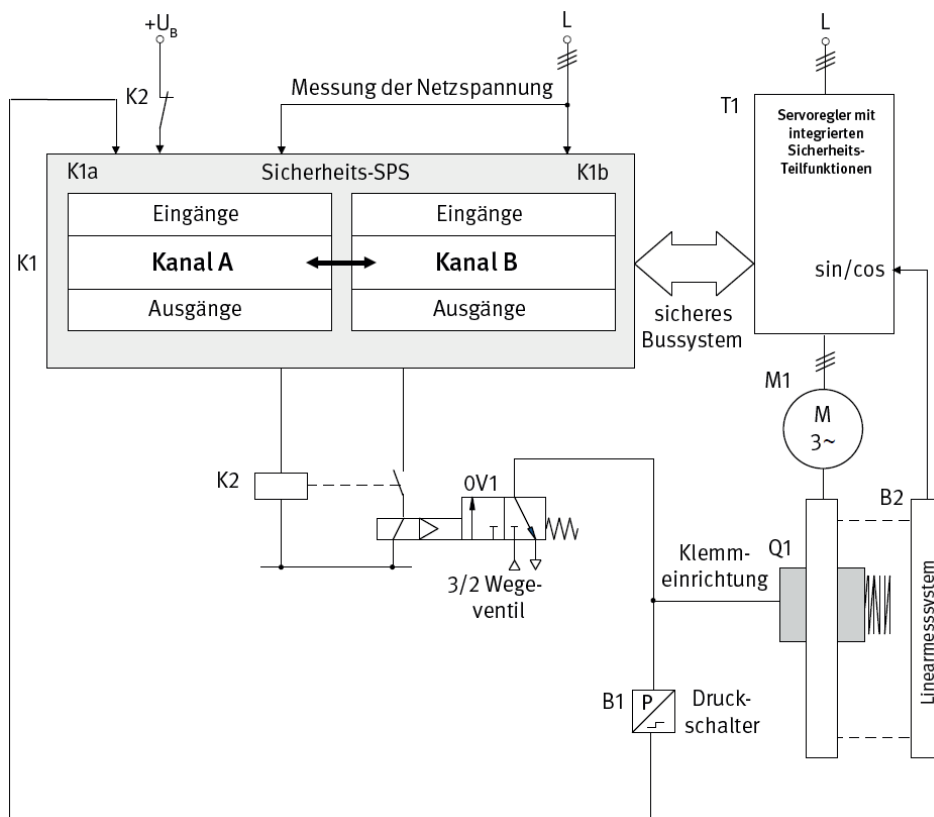 +UB
L
L
K2
Messung der Netzspannung
T1
Servoregler mit
integrierten
Sicherheits-
Teilfunktionen
K1a
Sicherheits-SPS
K1b
Eingänge
Eingänge
K1
Kanal A
Kanal B
sin/cos
Ausgänge
Ausgänge
sicheres
Bussystem
M1
M
3~
K2
0V1
B2
Q1
Klemm-
einrichtung
3/2 Wege-
ventil
Linearmesssystem
B1
P
Druck-
schalter